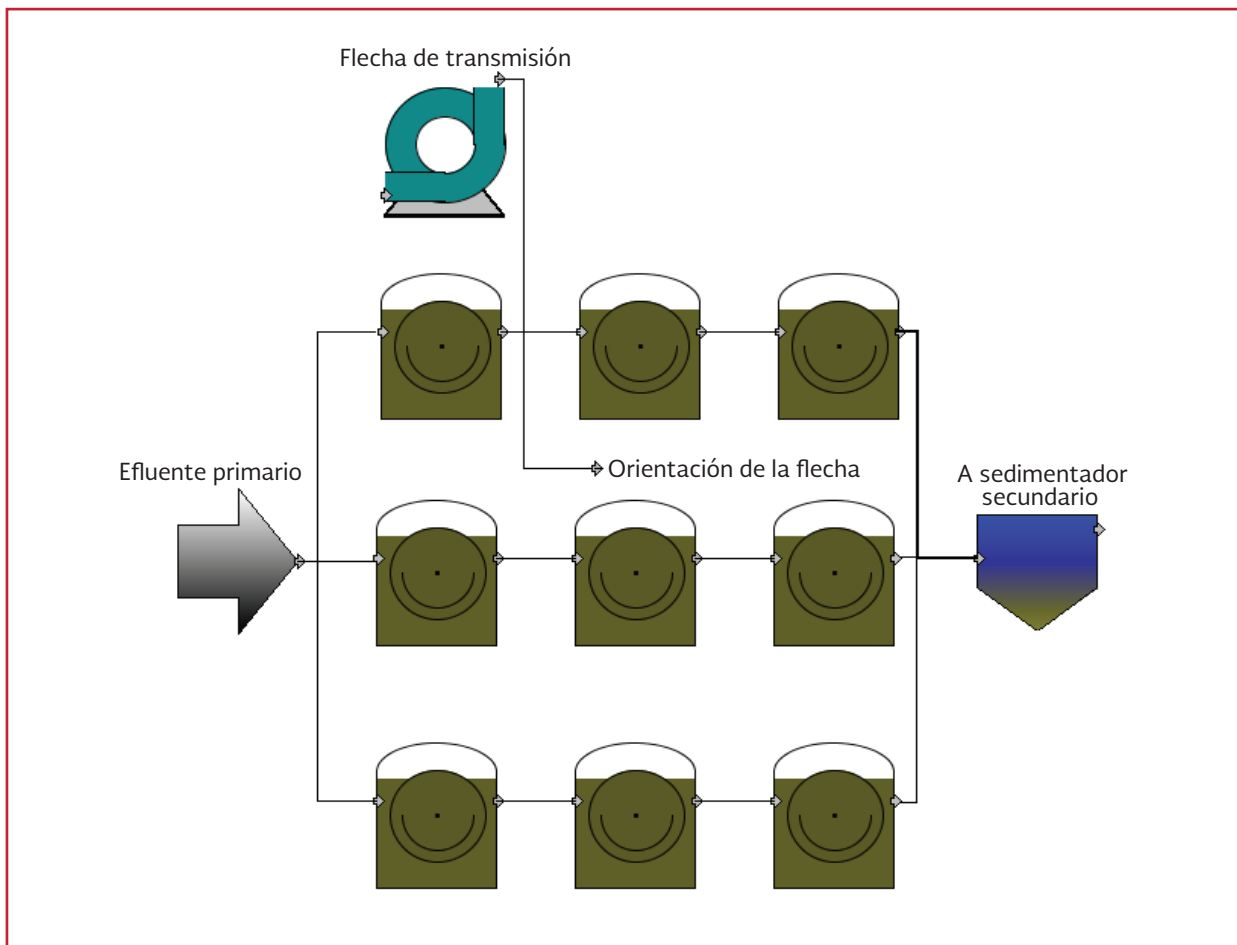 Flecha de transmisión
Efluente primario
Orientación de la flecha
A sedimentador
secundario